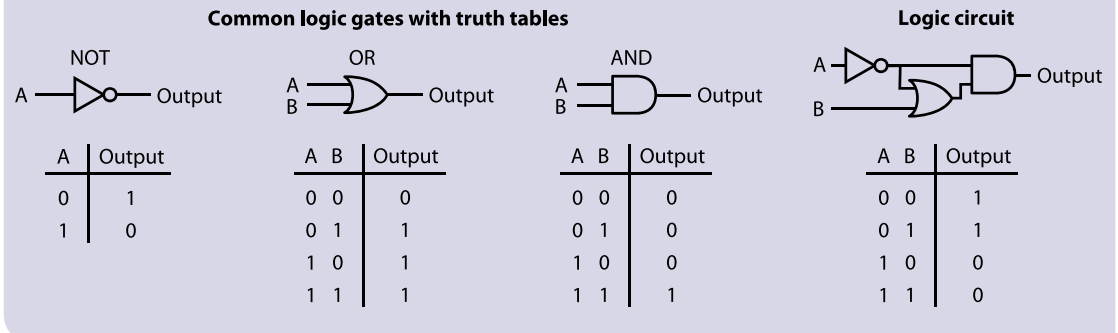 Common logic gates with truth tables
NOT
A
Output
A Output
0 1
1 0
OR
A
B
Output
A B Output
0 0 0
0 1 1
1 0 1
1 1 1
AND
A
B
Output
A B Output
0 0 0
0 1 0
1 0 0
1 1 1
Logic circuit
A
B
Output
A B Output
0 0 1
0 1 1
1 0 0
1 1 0